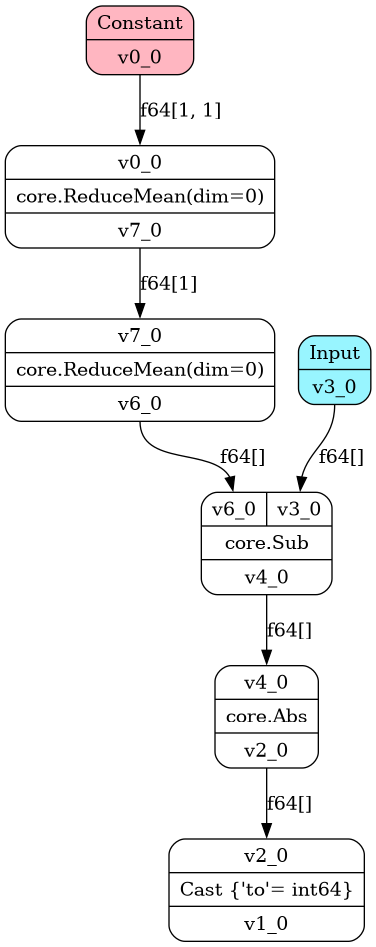 Constant
v0_0
f64[1, 1]
v0_0
core.ReduceMean(dim=0)
v7_0
f64[1]
v7_0
core.ReduceMean(dim=0)
v6_0
Input
v3_0
f64[]
f64[]
v6_0 v3_0
core.Sub
v4_0
f64[]
v4_0
core.Abs
v2_0
f64[]
v2_0
Cast {'to'= int64}
v1_0